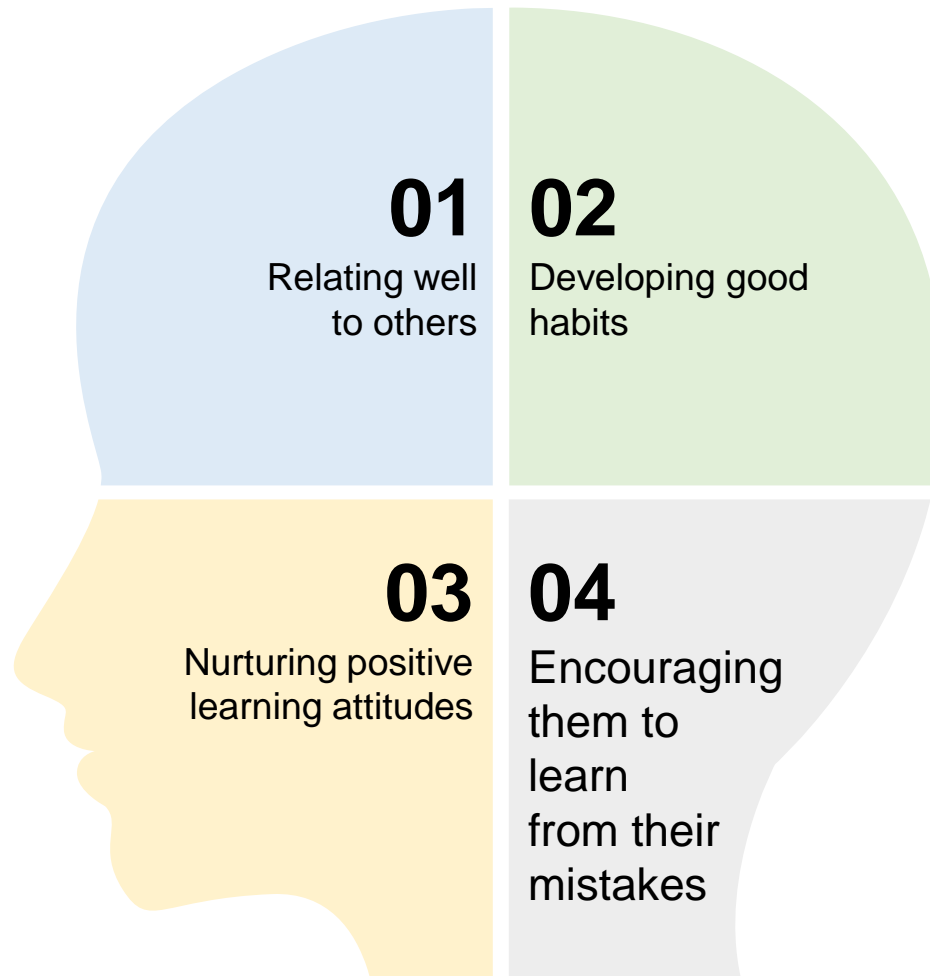 01
Relating well
to others
02
Developing good
habits
03
Nurturing positive
learning attitudes
04
Encouraging
them to
learn
from their
mistakes